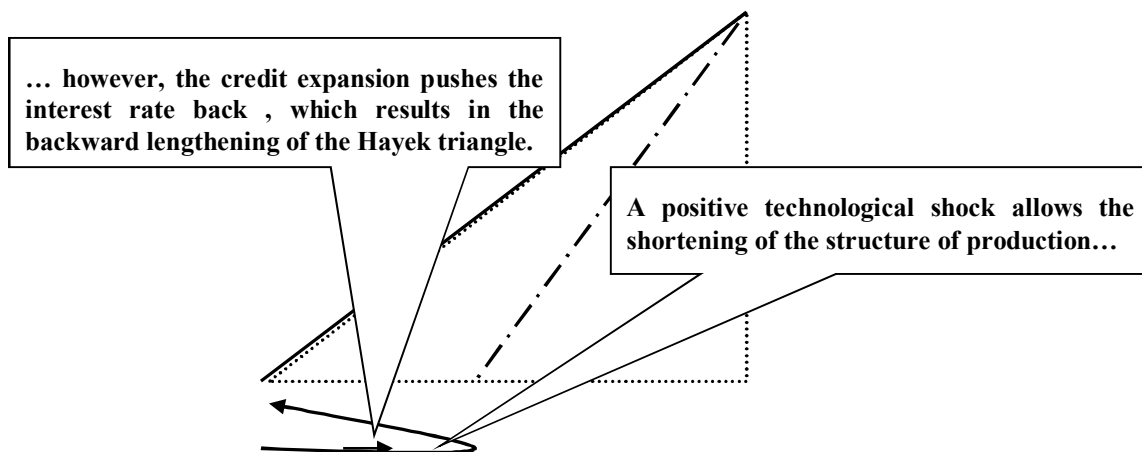 … however, the credit expansion pushes the
interest rate back , which results in the
backward lengthening of the Hayek triangle.
A positive technological shock allows the
shortening of the structure of production…